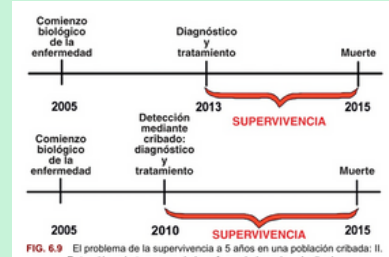 Comienzo
biológico
de la
enfermedad
Diagnóstico
y
tratamiento
Muerte
2005
2013
2015
SUPERVIVENCIA
Comienzo
biológico
de la
enfermedad
Detección
mediante
cribado:
diagnóstico
y
tratamiento
Muerte
2005
2010
2015
SUPERVIVENCIA
FIG. 6.9 El problema de la supervivencia a 5 años en una población cribada: II.